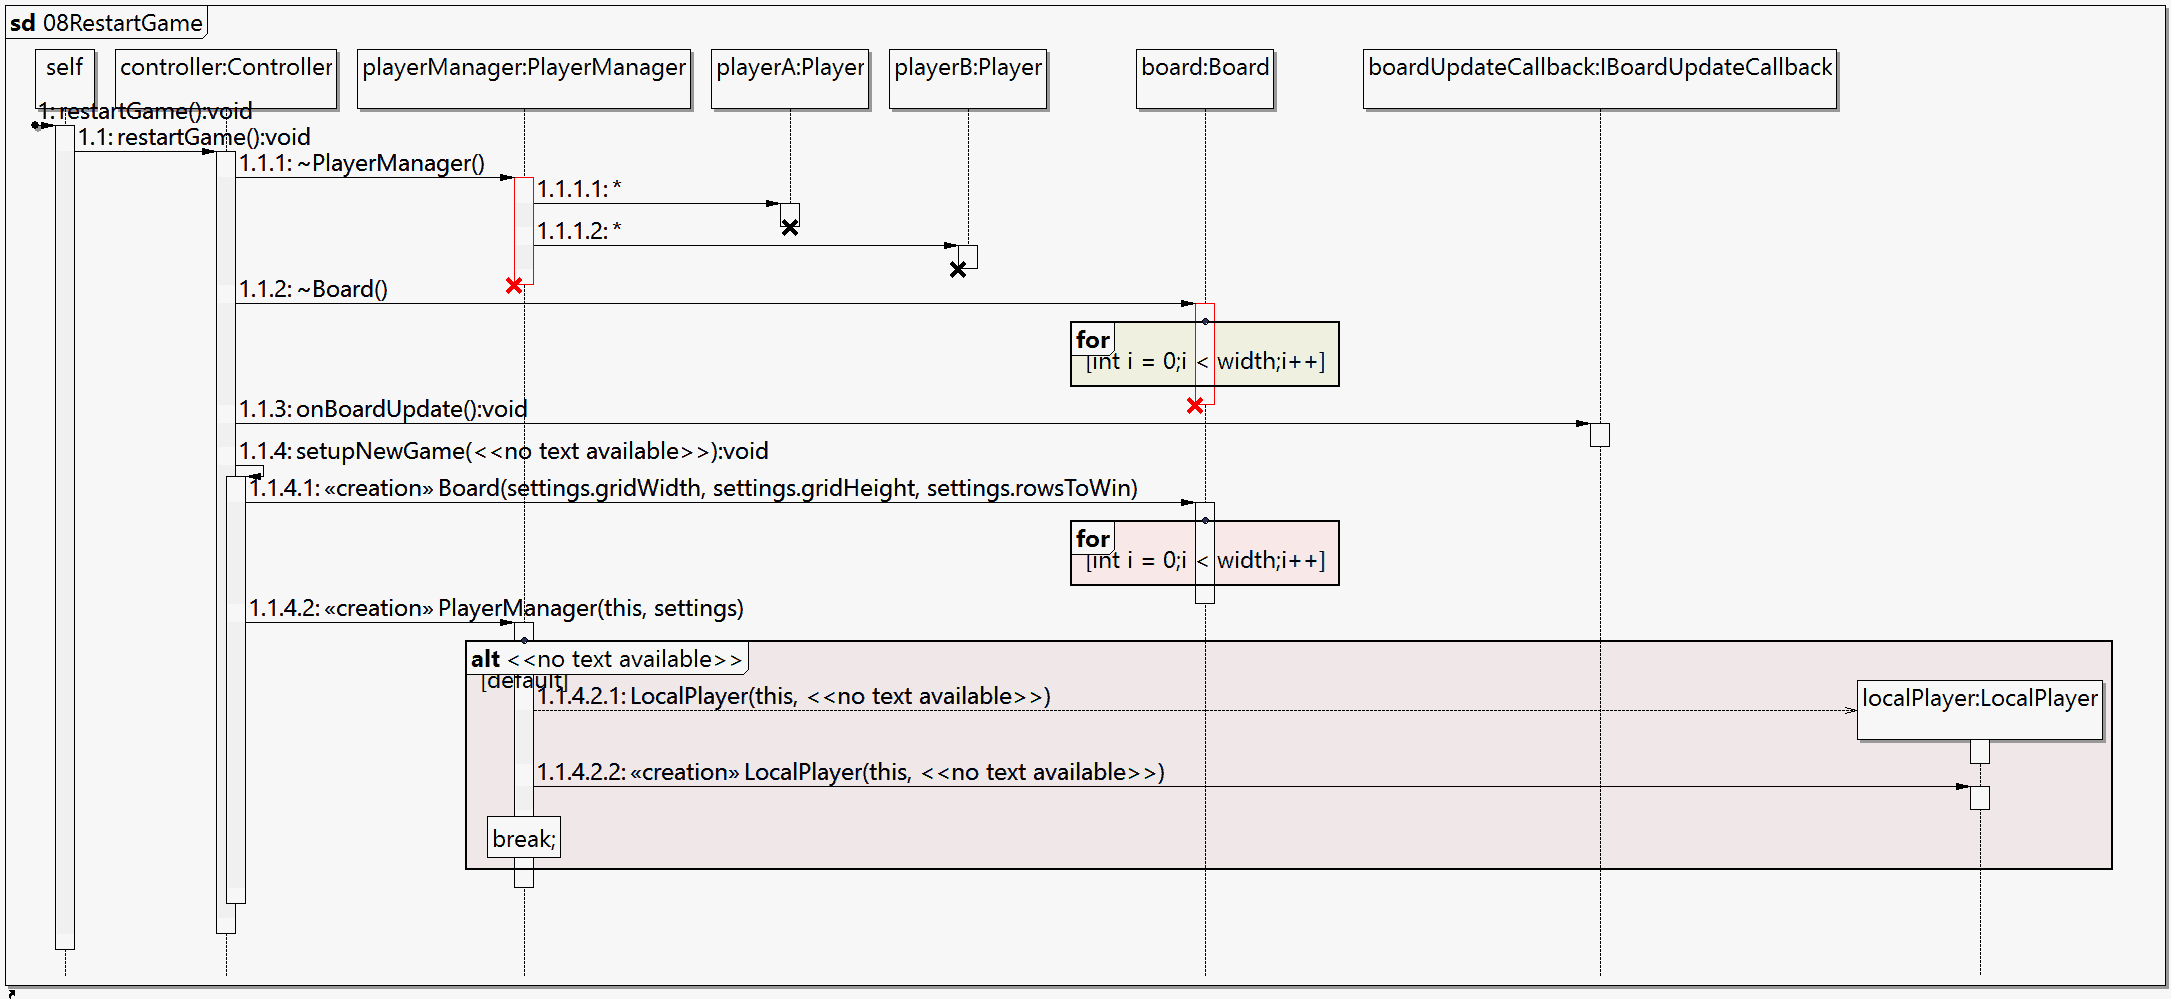 sd 08RestartGame
self
controller:Controller
playerManager:PlayerManager
playerA:Player
playerB:Player
board:Board
boardUpdateCallback:IBoardUpdateCallback
1: restartGame():void
1.1: restartGame():void
1.1.1: ~PlayerManager()
1.1.1.1: *
1.1.1.2: *
1.1.2: ~Board()
for
[int i = 0;i < width;i++]
1.1.3: onBoardUpdate():void
1.1.4: setupNewGame(<<no text available>>):void
1.1.4.1: «creation» Board(settings.gridWidth, settings.gridHeight, settings.rowsToWin)
for
[int i = 0;i < width;i++]
1.1.4.2: «creation» PlayerManager(this, settings)
alt <<no text available>>
[default]
1.1.4.2.1: LocalPlayer(this, <<no text available>>)
localPlayer:LocalPlayer
1.1.4.2.2: «creation» LocalPlayer(this, <<no text available>>)
break;